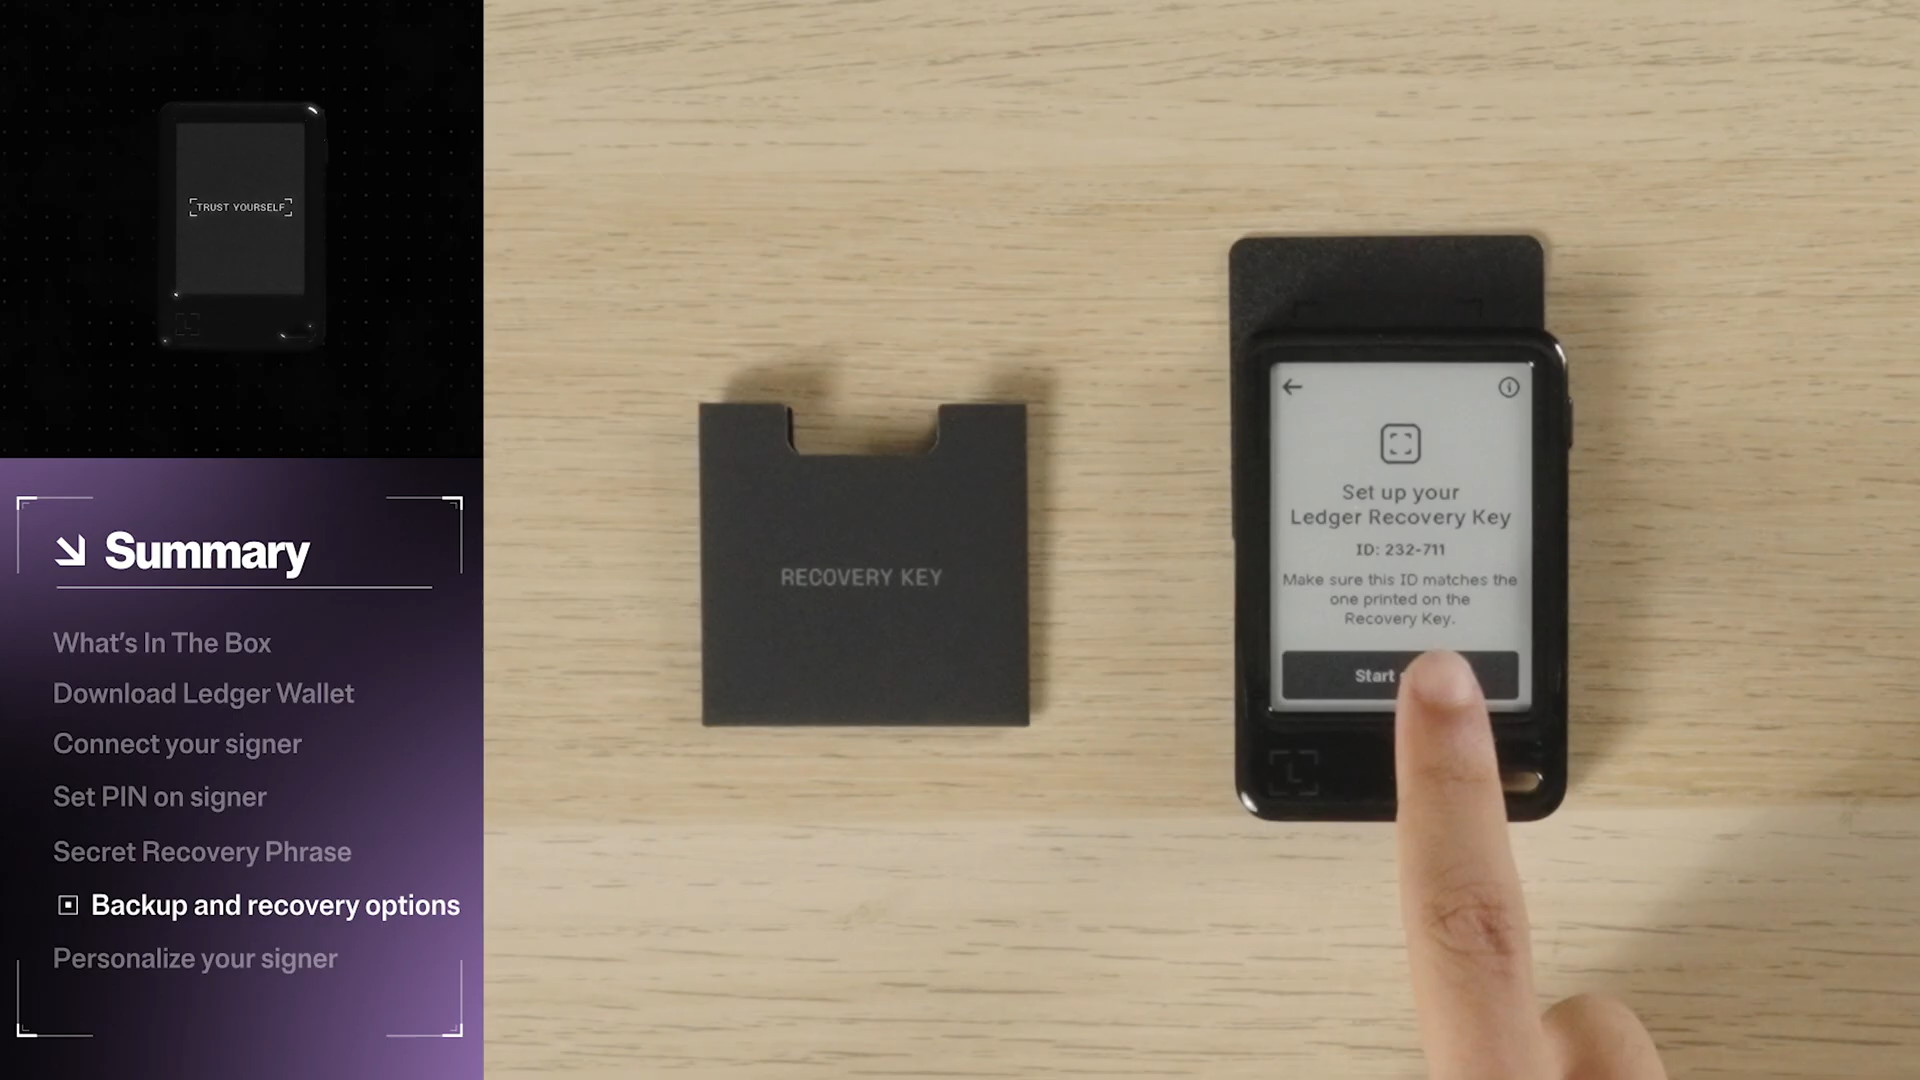 TRUST YOURSELF
Summary
What's In The Box
Download Ledger Wallet
Connect your signer
Set PIN on signer
Secret Recovery Phrase
Backup and recovery options
Personalize your signer
RECOVERY KEY
Set up your
Ledger Recovery Key
ID: 232-711
Make sure this ID matches the
one printed on the
Recovery Key.
Start